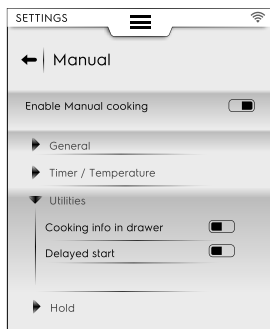 SETTINGS
Manual
Enable Manual cooking
General
Timer / Temperature
Utilities
Cooking info in drawer
Delayed start
Hold